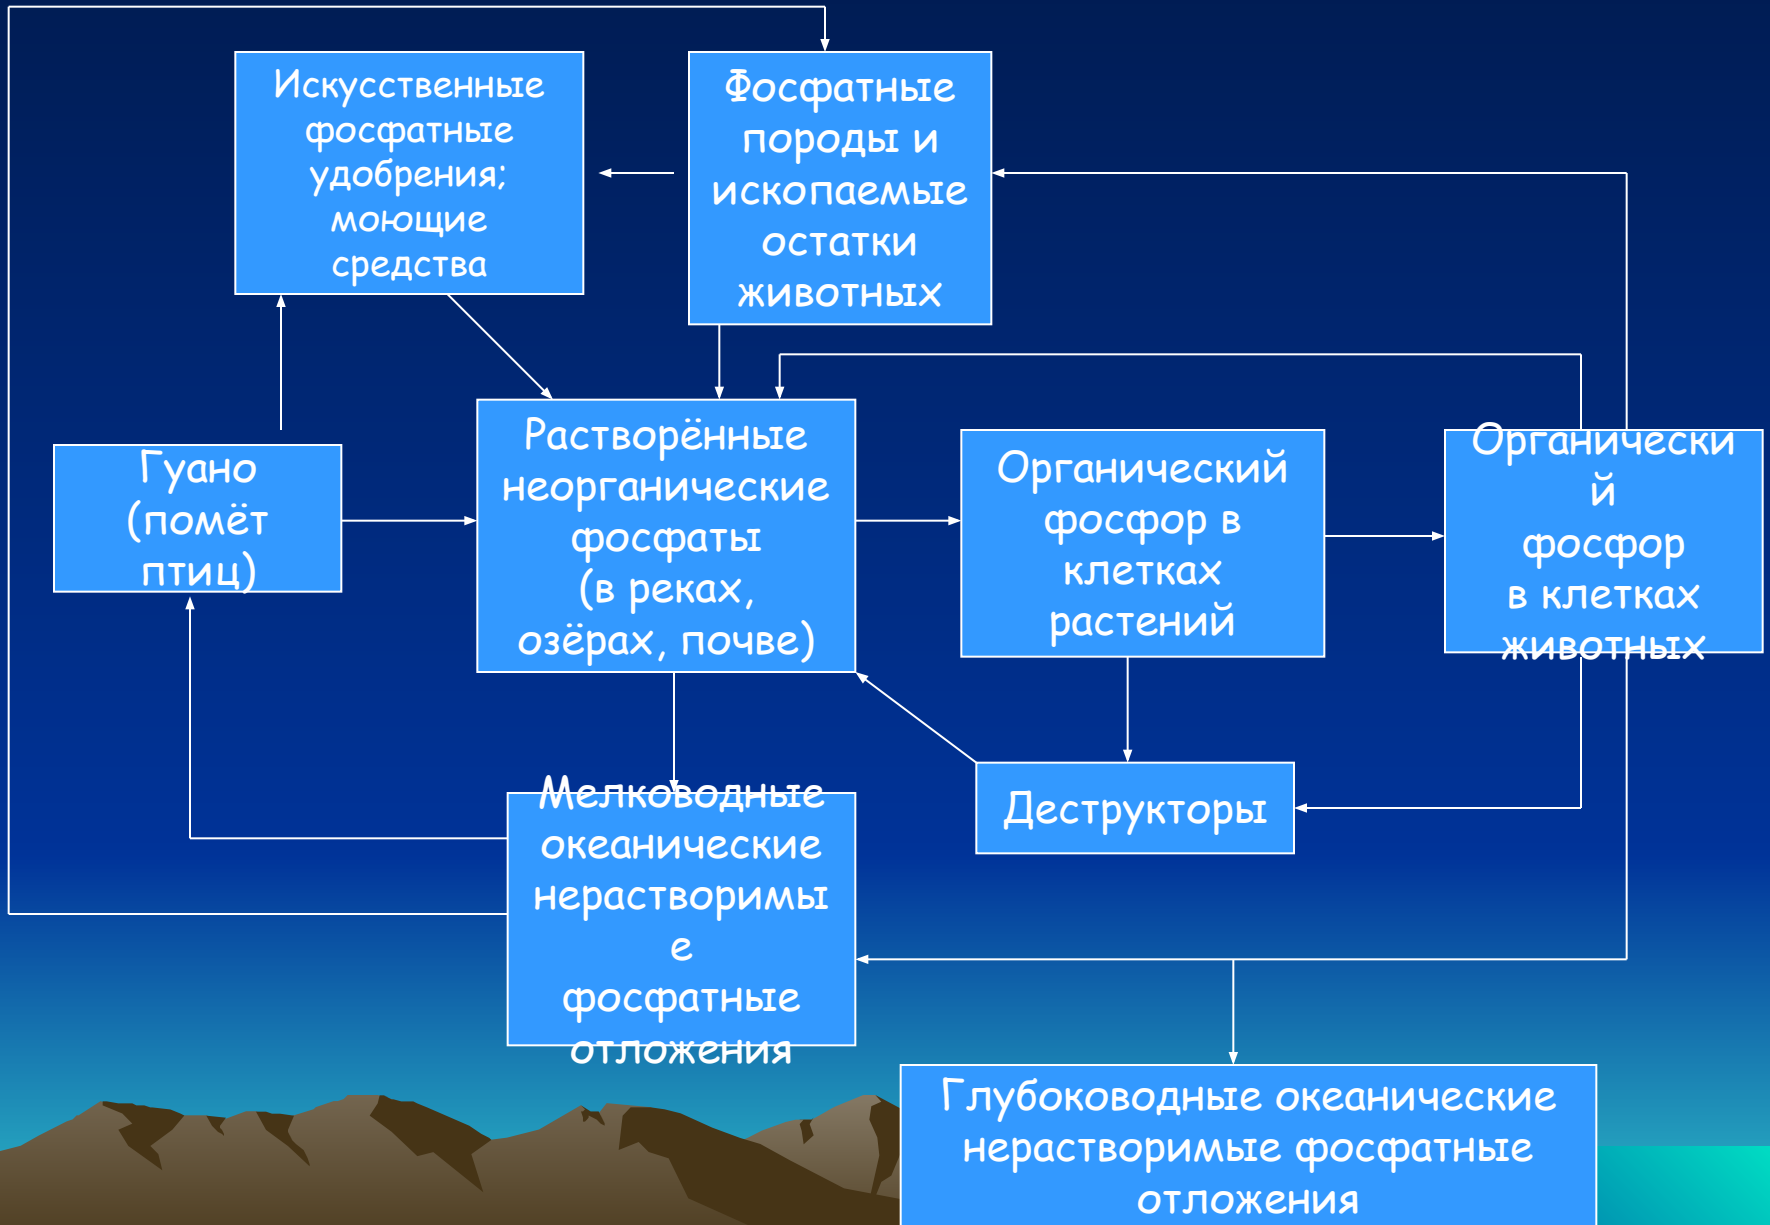 Искусственные
фосфатные
удобрения;
моющие
средства
Фосфатные
породы и
ископаемые
остатки
животных
Гуано
(помёт
птиц)
Растворённые
неорганические
фосфаты
(в реках,
озёрах, почве)
Органический
фосфор в
клетках
растений
Органически
й
фосфор
в клетках
животных
Деструкторы
Мелководные
океанические
нерастворимы
е
фосфатные
отложения
Глубоководные океанические
нерастворимые фосфатные
отложения